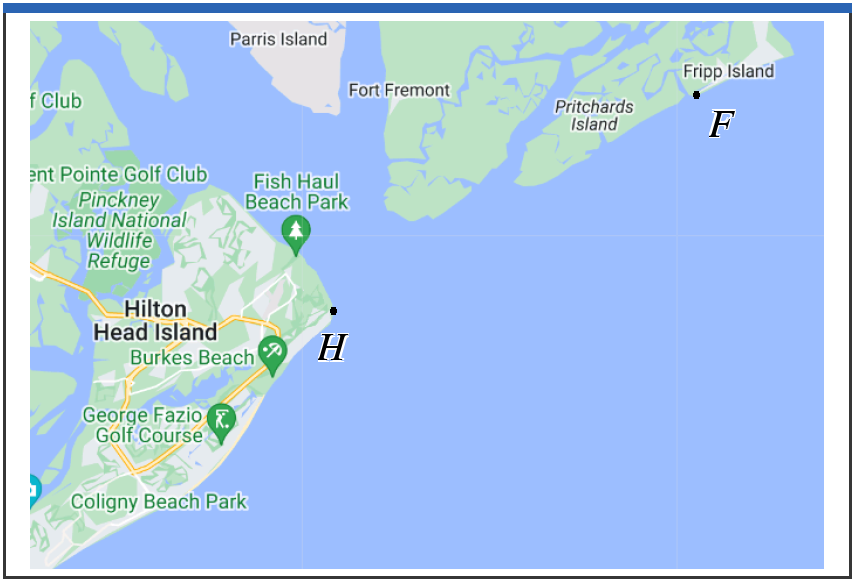 Parris Island
Fort Fremont
Fripp Island
Pritchards
Island
F
f Club
ent Pointe Golf Club
Pinckney
Island National
Wildlife
Refuge
Fish Haul
Beach Park
Hilton
Head Island
H
Burkes Beach
George Fazio
Golf Course
Coligny Beach Park